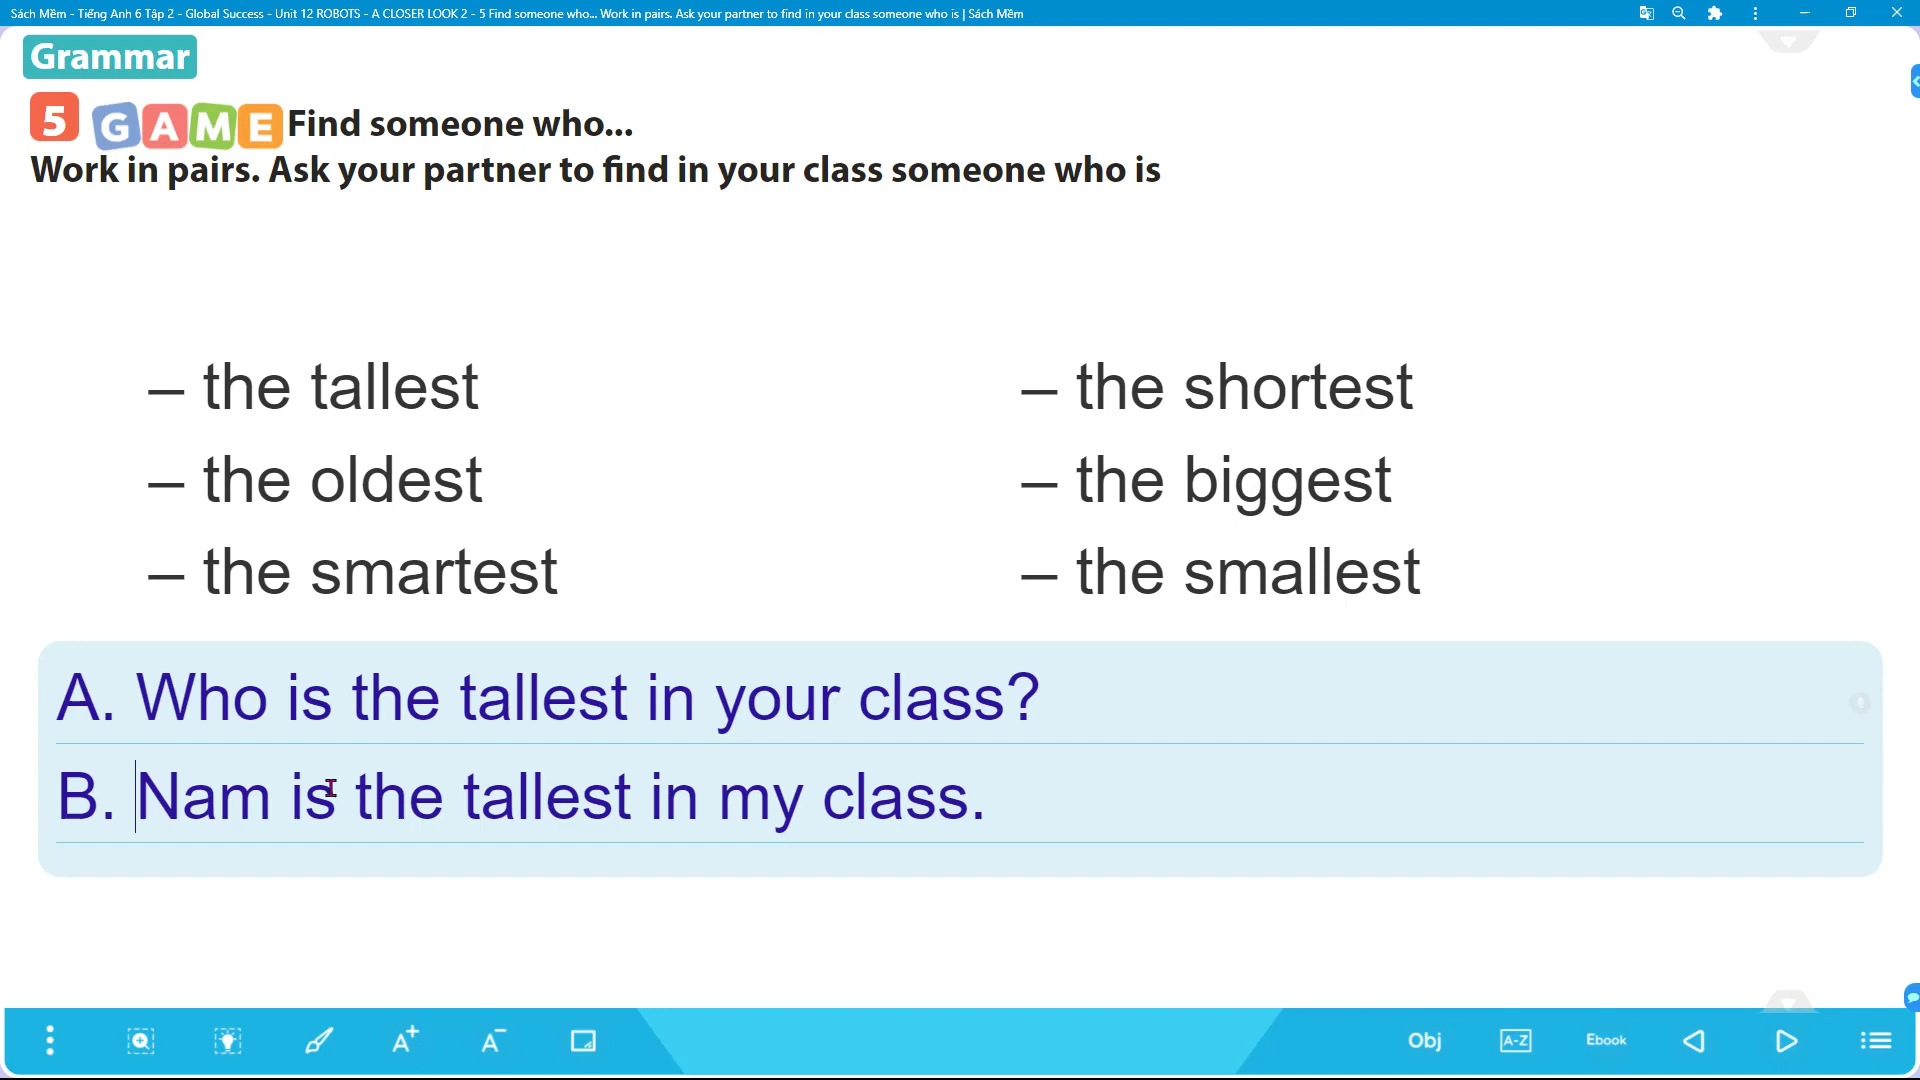 Sách Mềm - Tiếng Anh 6 Tập 2 - Global Success - Unit 12 ROBOTS - A CLOSER LOOK 2 - 5 Find someone who... Work in pairs. Ask your partner to find in your class someone who is | Sách Mềm
Grammar
5 GAME Find someone who...
Work in pairs. Ask your partner to find in your class someone who is
– the tallest – the shortest
– the oldest – the biggest
– the smartest – the smallest
A. Who is the tallest in your class?
B. Nam is the tallest in my class.
A+ A− Obj A-Z Ebook